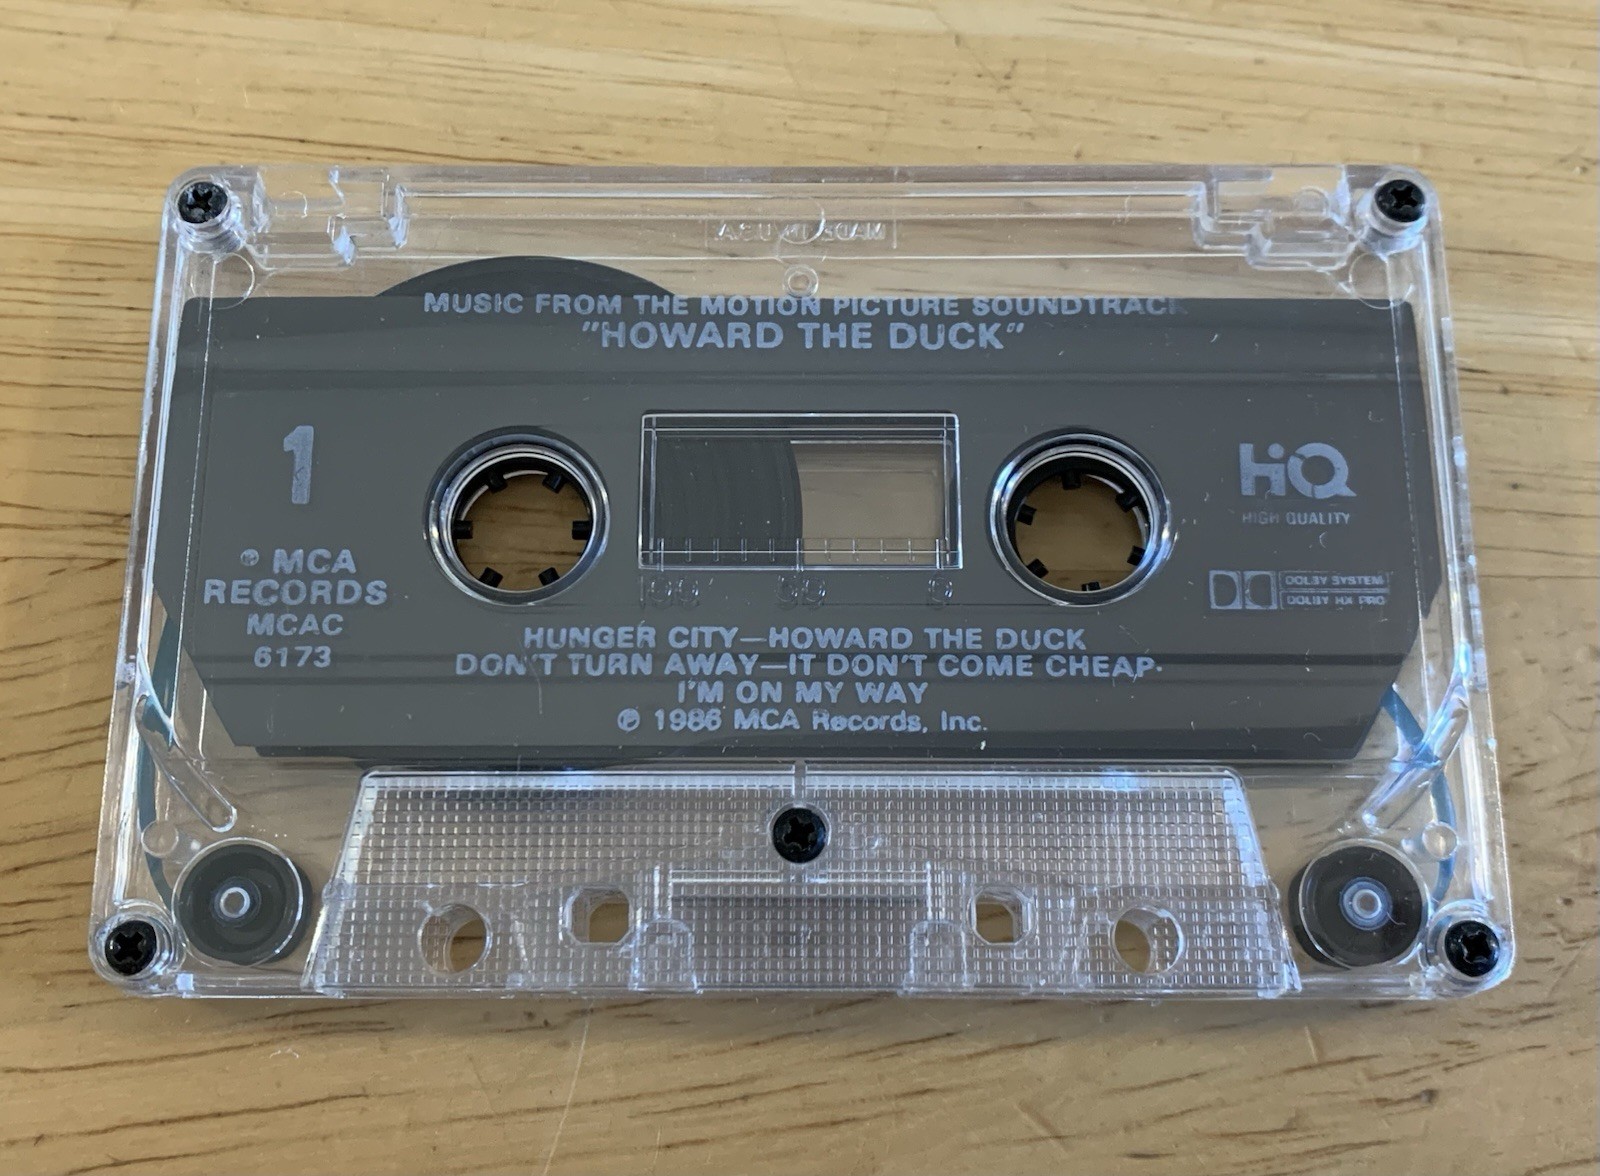 MADE IN U.S.A.
MUSIC FROM THE MOTION PICTURE SOUNDTRACK
"HOWARD THE DUCK"
1
℗ MCA
RECORDS
MCAC
6173
HiQ
HIGH QUALITY
DOLBY SYSTEM
DOLBY HX PRO
100 50 0
HUNGER CITY—HOWARD THE DUCK
DON'T TURN AWAY—IT DON'T COME CHEAP·
I'M ON MY WAY
℗ 1986 MCA Records, Inc.